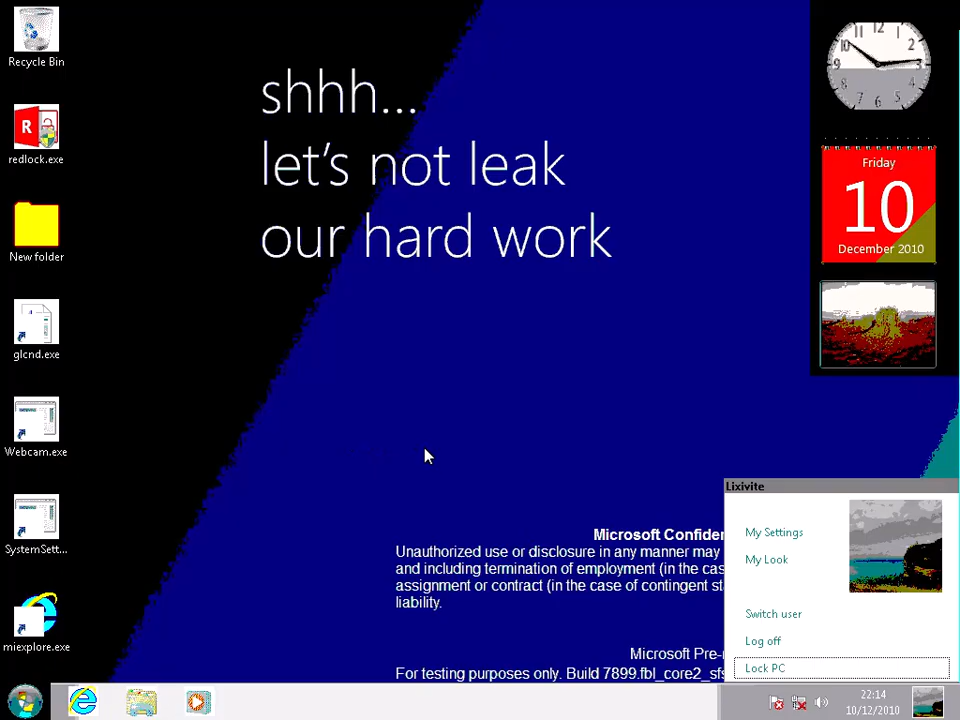 Recycle Bin
redlock.exe
New folder
glcnd.exe
Webcam.exe
SystemSett...
miexplore.exe
shhh...
let's not leak
our hard work
Friday
10
December 2010
Microsoft Confiden
Unauthorized use or disclosure in any manner may
and including termination of employment (in the cas
assignment or contract (in the case of contingent st
liability.
Microsoft Pre-r
For testing purposes only. Build 7899.fbl_core2_sfs
Lixivite
My Settings
My Look
Switch user
Log off
Lock PC
22:14
10/12/2010